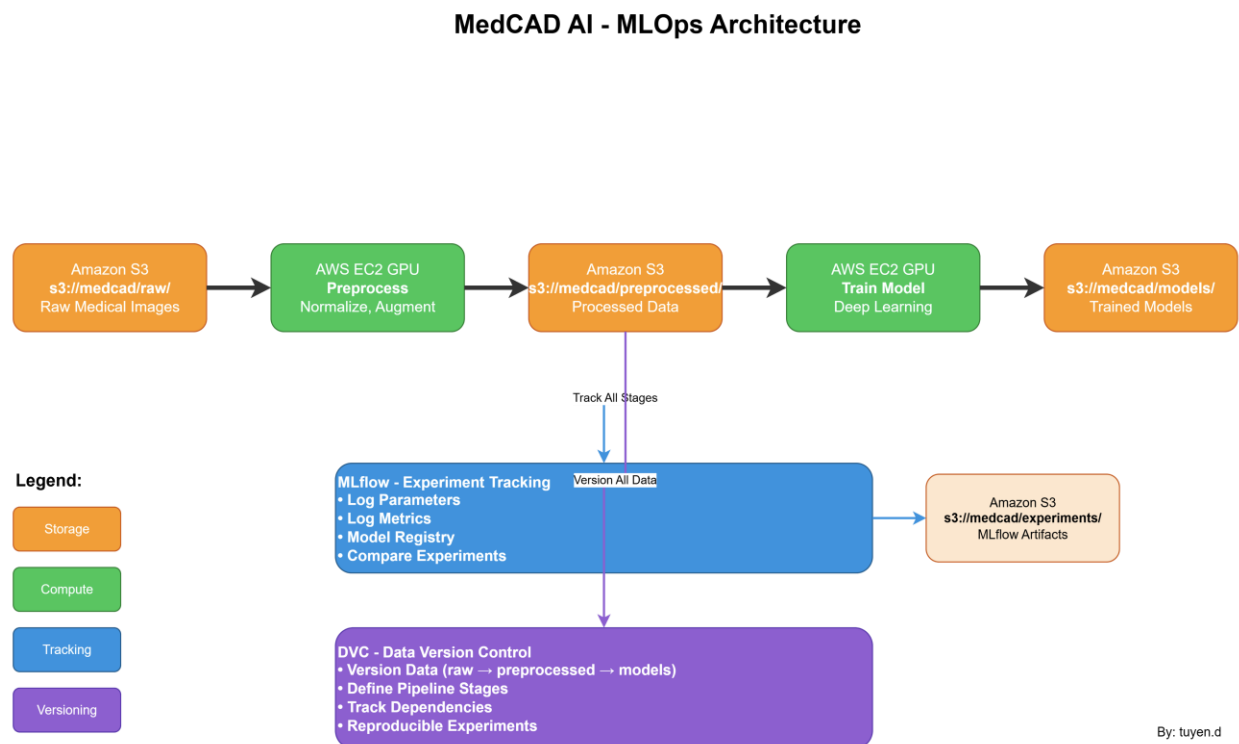 MedCAD AI - MLOps Architecture
Amazon S3
s3://medcad/raw/
Raw Medical Images
AWS EC2 GPU
Preprocess
Normalize, Augment
Amazon S3
s3://medcad/preprocessed/
Processed Data
AWS EC2 GPU
Train Model
Deep Learning
Amazon S3
s3://medcad/models/
Trained Models
Track All Stages
MLflow - Experiment Tracking
• Log Parameters
• Log Metrics
• Model Registry
• Compare Experiments
Version All Data
Amazon S3
s3://medcad/experiments/
MLflow Artifacts
Legend:
Storage
Compute
Tracking
Versioning
DVC - Data Version Control
• Version Data (raw → preprocessed → models)
• Define Pipeline Stages
• Track Dependencies
• Reproducible Experiments
By: tuyen.d